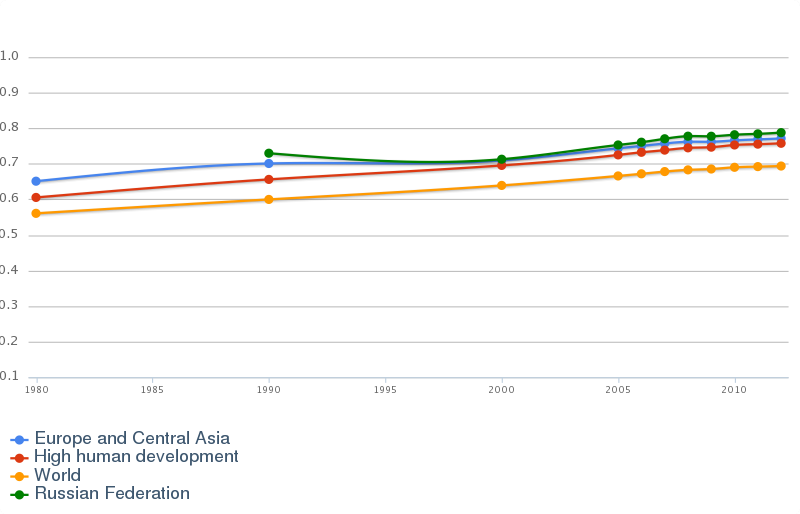 1.0
0.9
0.8
0.7
0.6
0.5
0.4
0.3
0.2
0.1
1980 1985 1990 1995 2000 2005 2010
Europe and Central Asia
High human development
World
Russian Federation